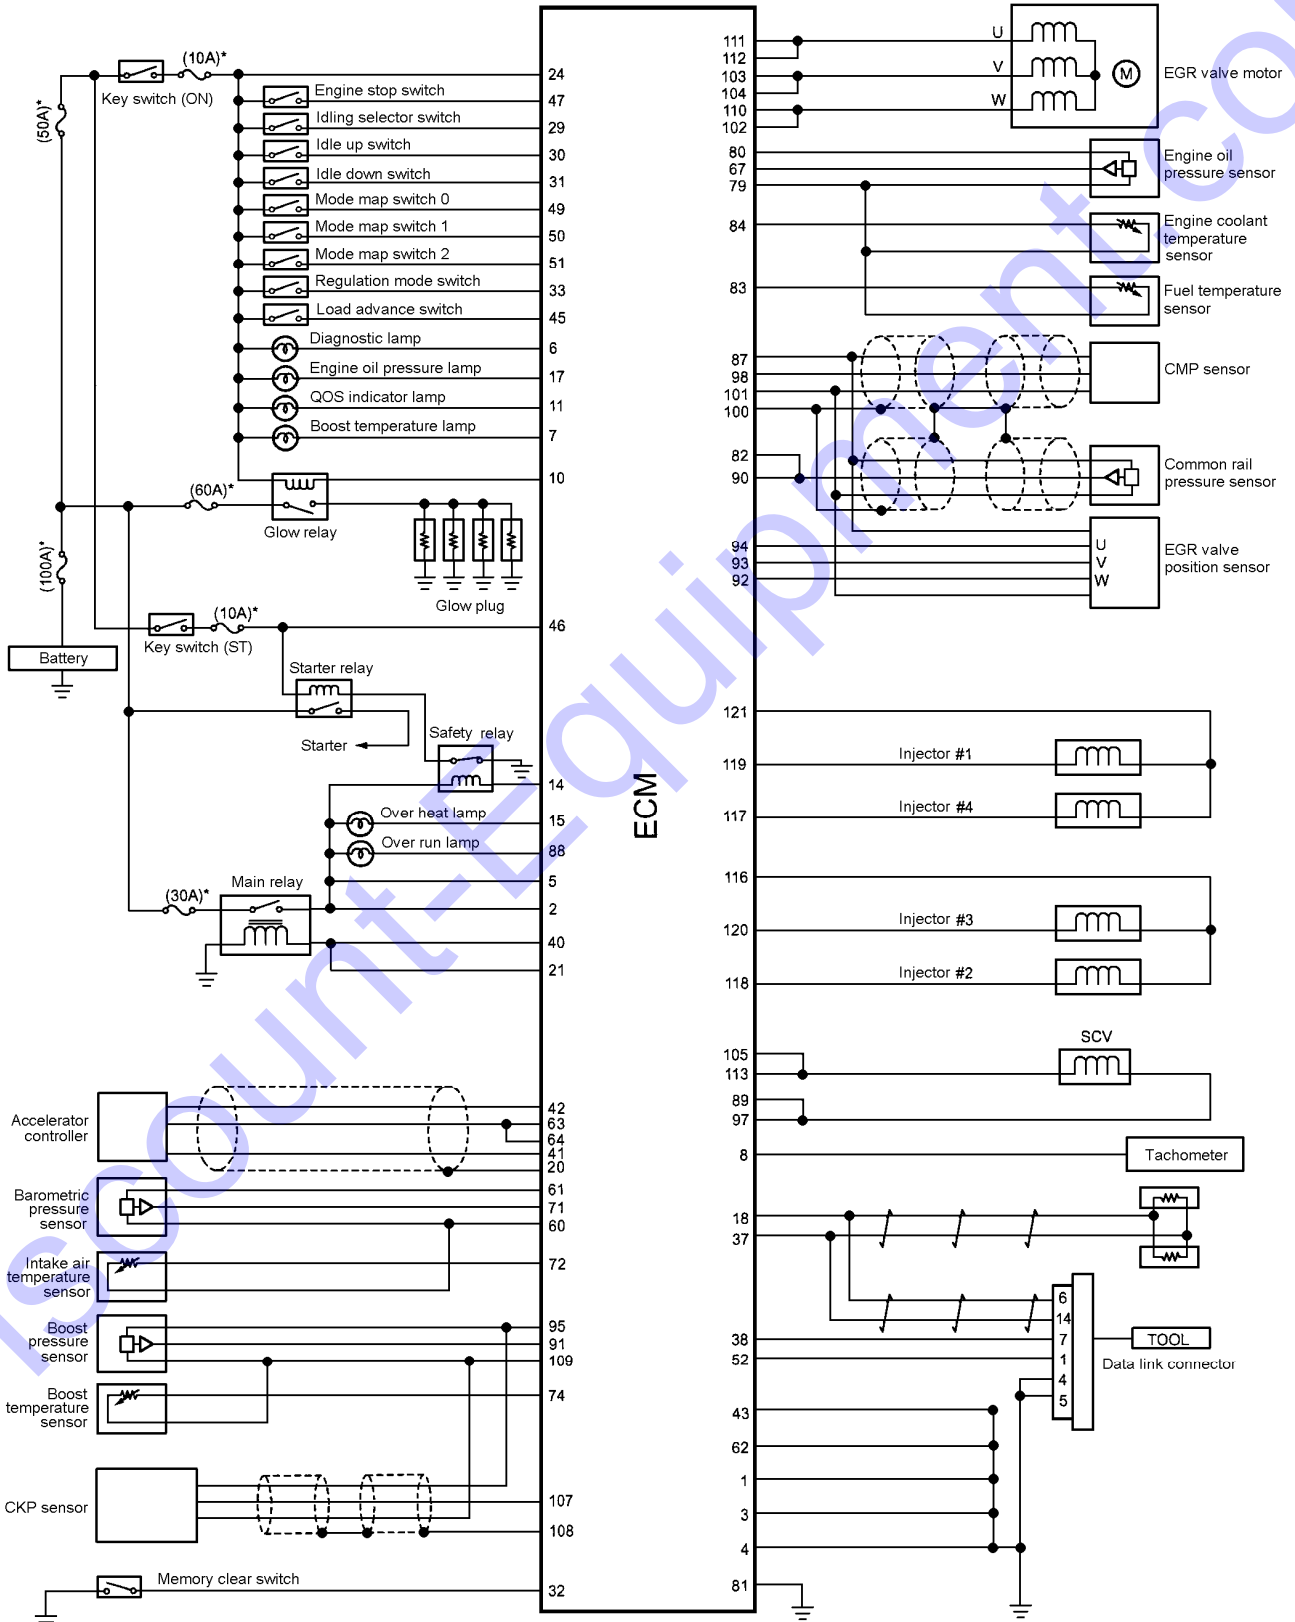 (10A)*
Key switch (ON)
(50A)*
24
Engine stop switch
47
Idling selector switch
29
Idle up switch
30
Idle down switch
31
Mode map switch 0
49
Mode map switch 1
50
Mode map switch 2
51
Regulation mode switch
33
Load advance switch
45
Diagnostic lamp
6
Engine oil pressure lamp
17
QOS indicator lamp
11
Boost temperature lamp
7
10
(60A)*
Glow relay
(100A)*
Glow plug
(10A)*
46
Key switch (ST)
Battery
Starter relay
Starter
Safety relay
14
Over heat lamp
15
Over run lamp
88
5
Main relay
(30A)*
2
40
21
Accelerator
controller
42
63
64
41
20
Barometric
pressure
sensor
61
71
60
Intake air
temperature
sensor
72
Boost
pressure
sensor
95
91
109
Boost
temperature
sensor
74
CKP sensor
107
108
Memory clear switch
32
ECM
111
112
103
104
110
102
U
V
W
M
EGR valve motor
80
67
79
Engine oil
pressure sensor
84
Engine coolant
temperature
sensor
83
Fuel temperature
sensor
87
98
101
100
CMP sensor
82
90
Common rail
pressure sensor
94
93
92
U
V
W
EGR valve
position sensor
121
Injector #1
119
Injector #4
117
116
Injector #3
120
Injector #2
118
SCV
105
113
89
97
8
Tachometer
18
37
6
14
7
1
4
5
38
52
TOOL
Data link connector
43
62
1
3
4
81
iscount-Equipment.co